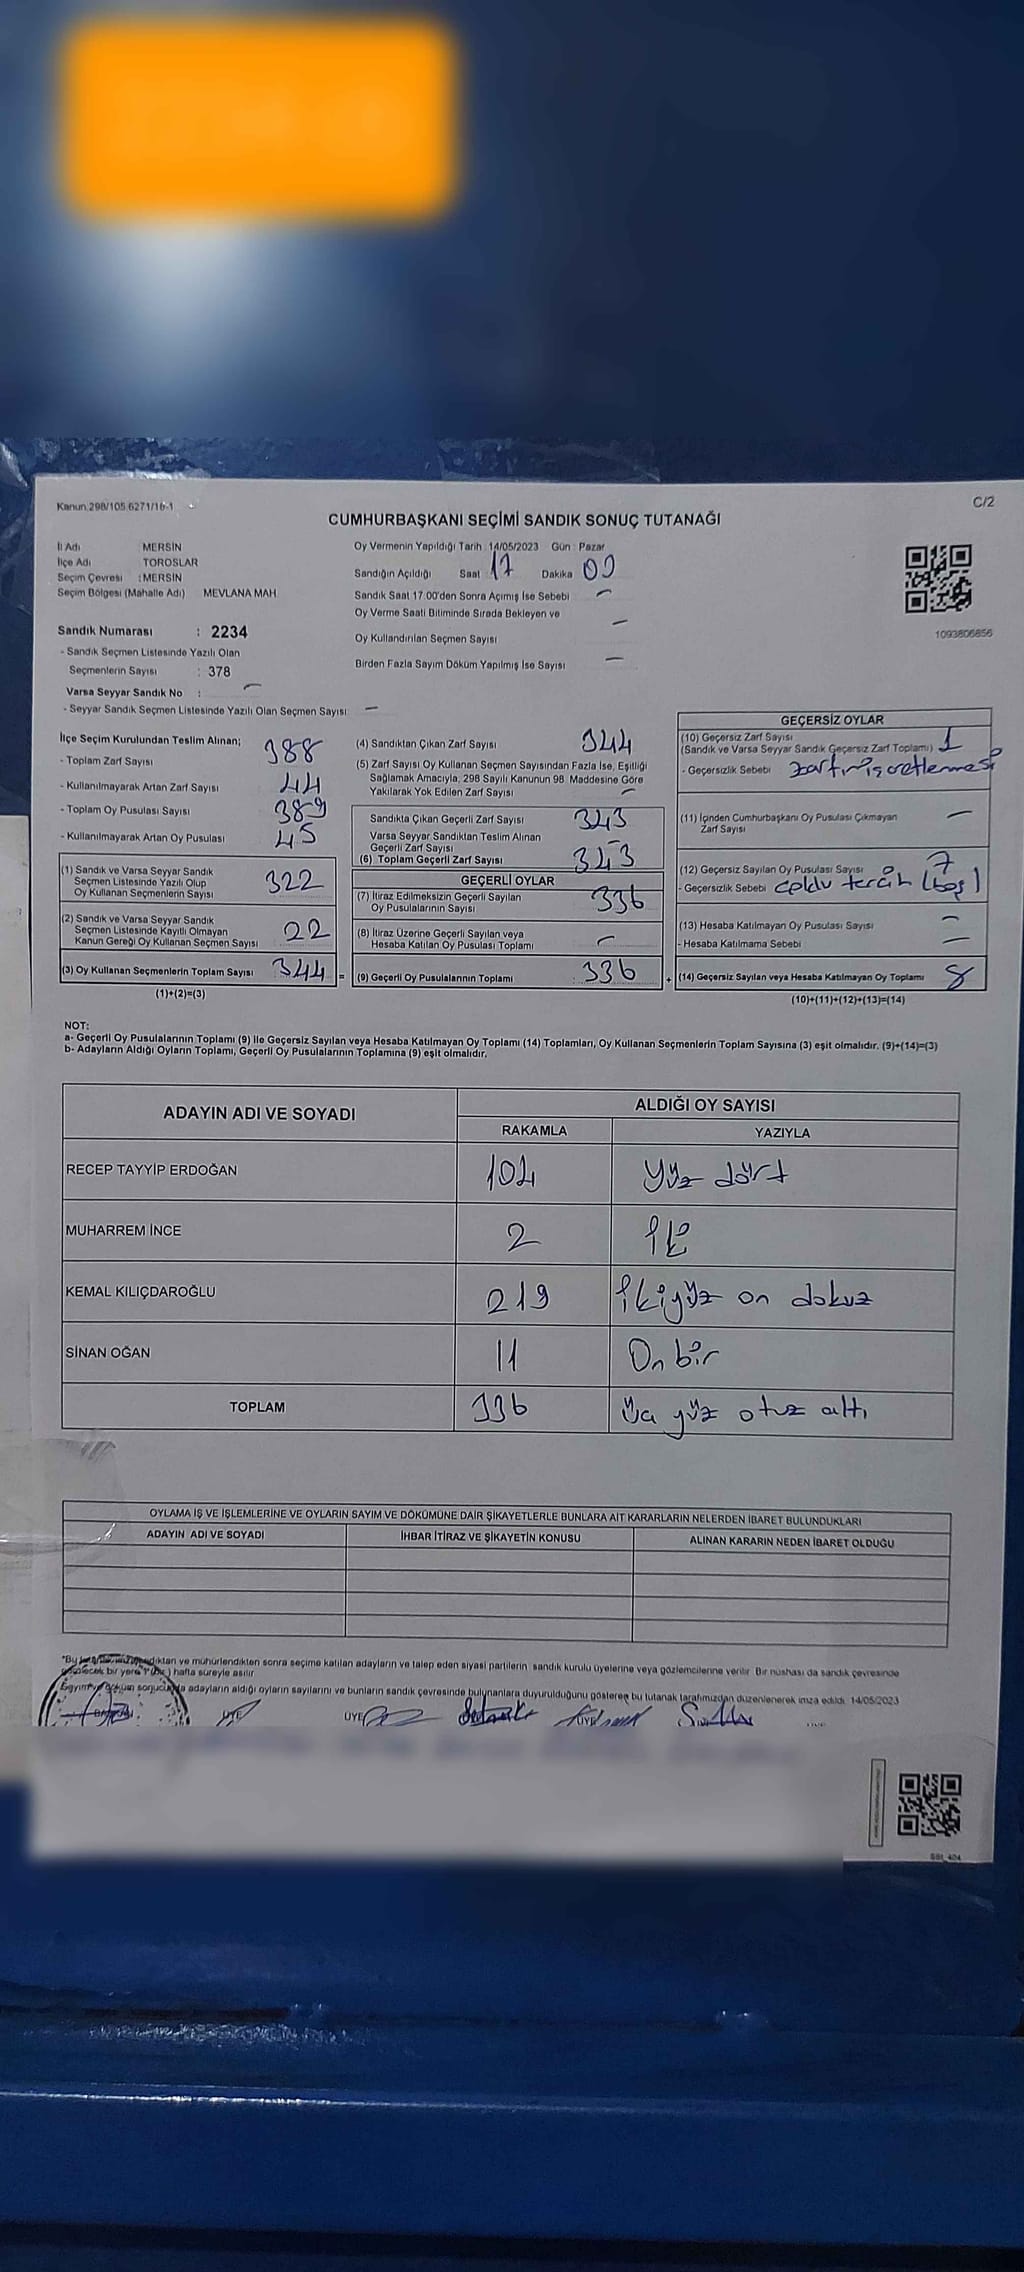 Kanun:298/105 6271/16-1
C/2
CUMHURBAŞKANI SEÇİMİ SANDIK SONUÇ TUTANAĞI
İl Adı : MERSİN
İlçe Adı TOROSLAR
Seçim Çevresi : MERSİN
Seçim Bölgesi (Mahalle Adı) MEVLANA MAH.
Sandık Numarası : 2234
- Sandık Seçmen Listesinde Yazılı Olan
Seçmenlerin Sayısı : 378
Varsa Seyyar Sandık No : —
- Seyyar Sandık Seçmen Listesinde Yazılı Olan Seçmen Sayısı: —
Oy Vermenin Yapıldığı Tarih : 14/05/2023 Gün : Pazar
Sandığın Açıldığı Saat 17 Dakika 00
Sandık Saat 17.00'den Sonra Açımış İse Sebebi —
Oy Verme Saati Bitiminde Sırada Bekleyen ve
Oy Kullandırılan Seçmen Sayısı —
Birden Fazla Sayım Döküm Yapılmış İse Sayısı —
1093806856
İlçe Seçim Kurulundan Teslim Alınan;
- Toplam Zarf Sayısı 388
- Kullanılmayarak Artan Zarf Sayısı 44
- Toplam Oy Pusulası Sayısı 389
- Kullanılmayarak Artan Oy Pusulası 45
(1) Sandık ve Varsa Seyyar Sandık
Seçmen Listesinde Yazılı Olup
Oy Kullanan Seçmenlerin Sayısı 322
(2) Sandık ve Varsa Seyyar Sandık
Seçmen Listesinde Kayıtlı Olmayan
Kanun Gereği Oy Kullanan Seçmen Sayısı 22
(3) Oy Kullanan Seçmenlerin Toplam Sayısı 344 =
(1)+(2)=(3)
(4) Sandıktan Çıkan Zarf Sayısı 344
(5) Zarf Sayısı Oy Kullanan Seçmen Sayısından Fazla İse, Eşitliği
Sağlamak Amacıyla, 298 Sayılı Kanunun 98. Maddesine Göre
Yakılarak Yok Edilen Zarf Sayısı —
Sandıkta Çıkan Geçerli Zarf Sayısı 343
Varsa Seyyar Sandıktan Teslim Alınan
Geçerli Zarf Sayısı —
(6) Toplam Geçerli Zarf Sayısı 343
GEÇERLİ OYLAR
(7) İtiraz Edilmeksizin Geçerli Sayılan
Oy Pusulalarının Sayısı 336
(8) İtiraz Üzerine Geçerli Sayılan veya
Hesaba Katılan Oy Pusulası Toplamı —
(9) Geçerli Oy Pusulalarının Toplamı 336 +
GEÇERSİZ OYLAR
(10) Geçersiz Zarf Sayısı
(Sandık ve Varsa Seyyar Sandık Geçersiz Zarf Toplamı) 1
- Geçersizlik Sebebi zarfın işaretlenmesi
(11) İçinden Cumhurbaşkanı Oy Pusulası Çıkmayan
Zarf Sayısı —
(12) Geçersiz Sayılan Oy Pusulası Sayısı 7
- Geçersizlik Sebebi çoklu tercih (boş)
(13) Hesaba Katılmayan Oy Pusulası Sayısı —
- Hesaba Katılmama Sebebi —
(14) Geçersiz Sayılan veya Hesaba Katılmayan Oy Toplamı 8
(10)+(11)+(12)+(13)=(14)
NOT:
a- Geçerli Oy Pusulalarının Toplamı (9) ile Geçersiz Sayılan veya Hesaba Katılmayan Oy Toplamı (14) Toplamları, Oy Kullanan Seçmenlerin Toplam Sayısına (3) eşit olmalıdır. (9)+(14)=(3)
b- Adayların Aldığı Oyların Toplamı, Geçerli Oy Pusulalarının Toplamına (9) eşit olmalıdır.
ADAYIN ADI VE SOYADI ALDIĞI OY SAYISI
RAKAMLA YAZIYLA
RECEP TAYYİP ERDOĞAN 104 Yüz dört
MUHARREM İNCE 2 İki
KEMAL KILIÇDAROĞLU 219 İkiyüz on dokuz
SİNAN OĞAN 11 On bir
TOPLAM 336 Üç yüz otuz altı
OYLAMA İŞ VE İŞLEMLERİNE VE OYLARIN SAYIM VE DÖKÜMÜNE DAİR ŞİKAYETLERLE BUNLARA AİT KARARLARIN NELERDEN İBARET BULUNDUKLARI
ADAYIN ADI VE SOYADI İHBAR İTİRAZ VE ŞİKAYETİN KONUSU ALINAN KARARIN NEDEN İBARET OLDUĞU
ve mühürlendikten sonra seçime katılan adayların ve talep eden siyasi partilerin sandık kurulu üyelerine veya gözlemcilerine verilir. Bir nüshası da sandık çevresinde
bir yere 1 hafta süreyle asılır
adayların aldığı oyların sayılarını ve bunların sandık çevresinde bulunanlara duyurulduğunu gösteren bu tutanak tarafımızdan düzenlenerek imza edildi. 14/05/2023
BAŞKAN ÜYE ÜYE ÜYE